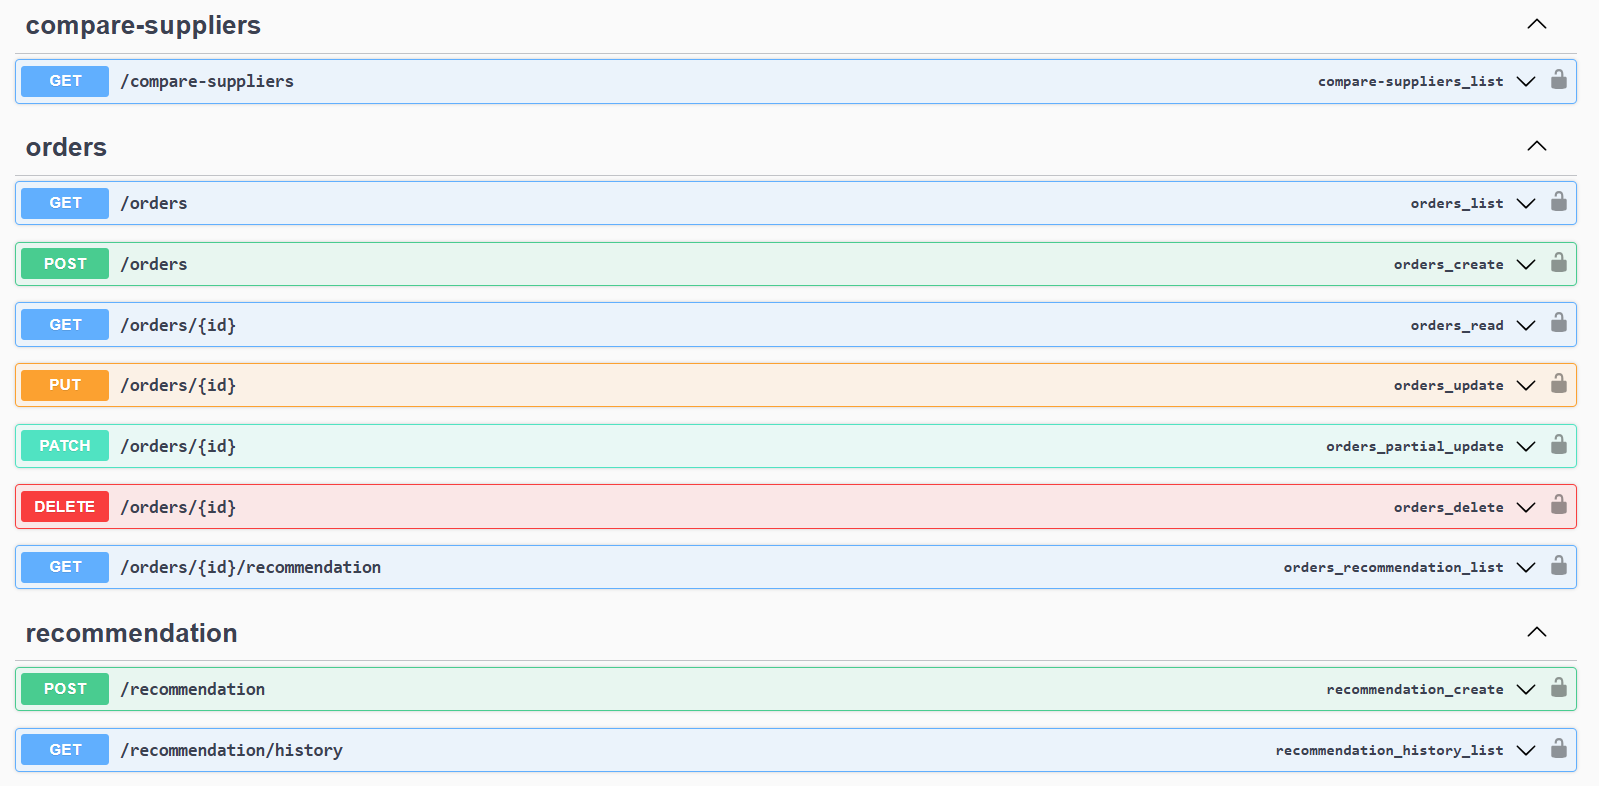 compare-suppliers
GET /compare-suppliers compare-suppliers_list
orders
GET /orders orders_list
POST /orders orders_create
GET /orders/{id} orders_read
PUT /orders/{id} orders_update
PATCH /orders/{id} orders_partial_update
DELETE /orders/{id} orders_delete
GET /orders/{id}/recommendation orders_recommendation_list
recommendation
POST /recommendation recommendation_create
GET /recommendation/history recommendation_history_list